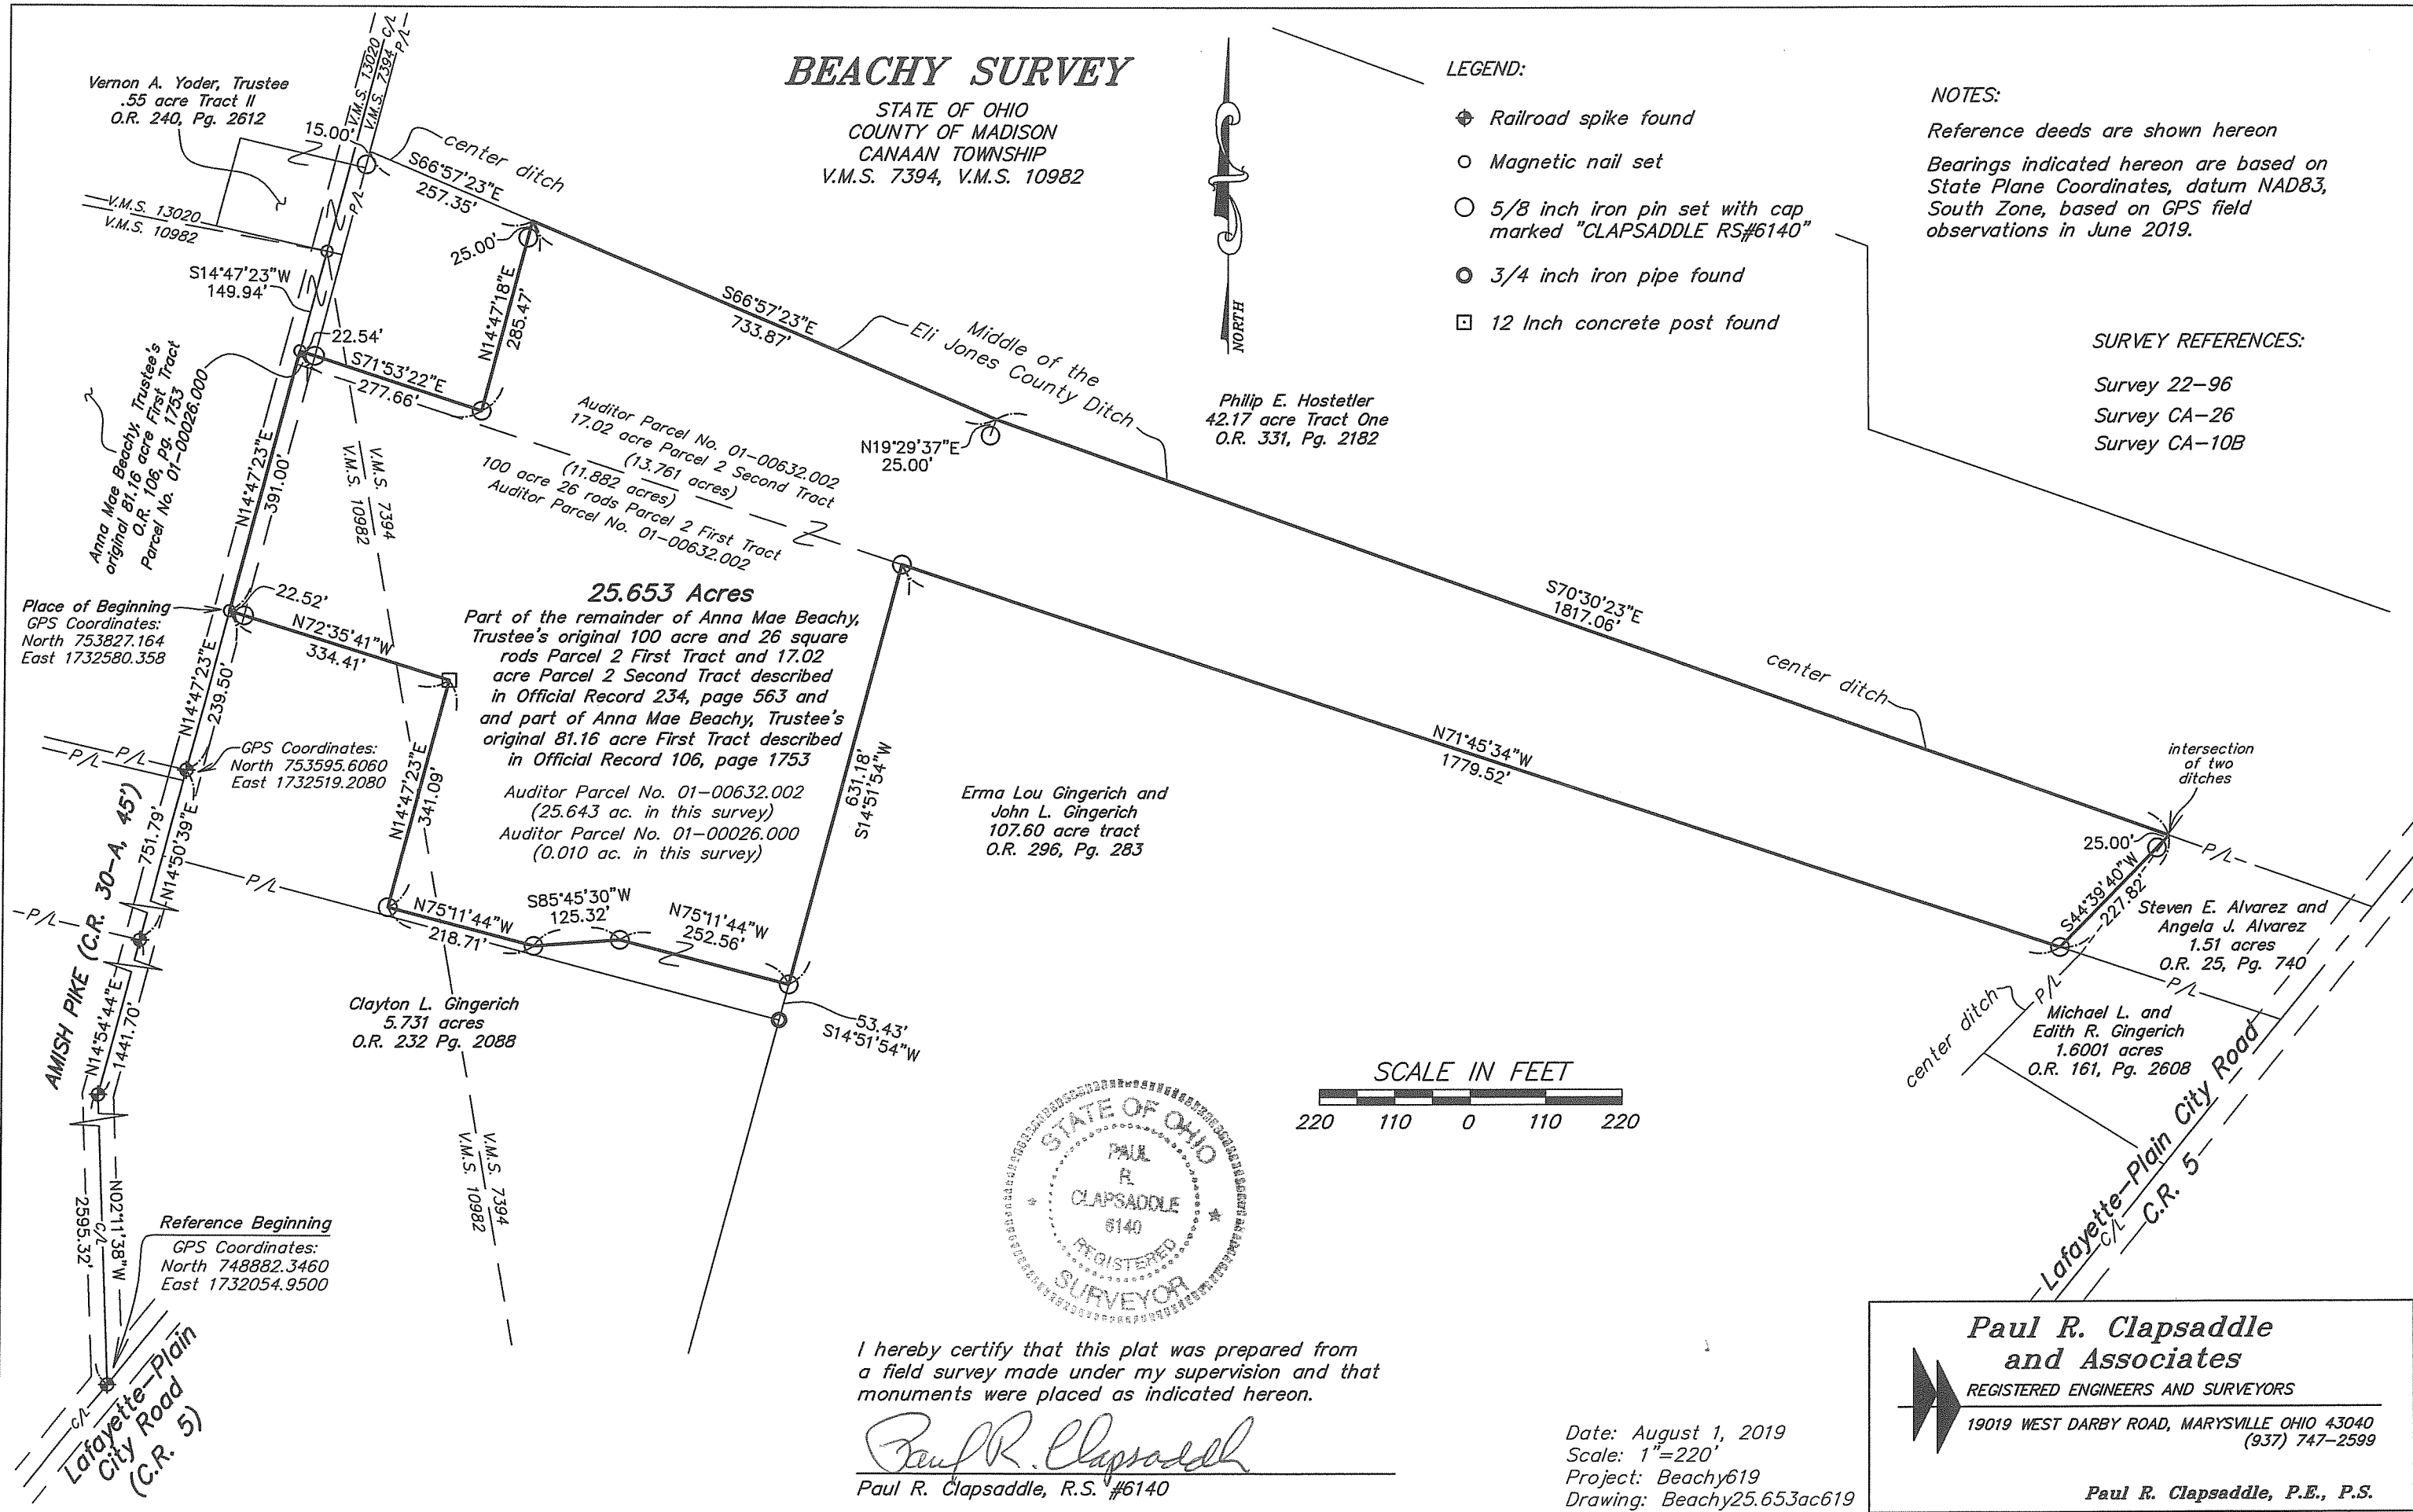 BEACHY SURVEY
STATE OF OHIO
COUNTY OF MADISON
CANAAN TOWNSHIP
V.M.S. 7394, V.M.S. 10982
Vernon A. Yoder, Trustee
.55 acre Tract II
O.R. 240, Pg. 2612
V.M.S. 13020
V.M.S. 7394
C/L
P/L
15.00'
center ditch
S66°57'23"E
257.35'
P/L
V.M.S. 13020
V.M.S. 10982
25.00'
S14°47'23"W
149.94'
N14°47'18"E
285.47'
22.54'
S71°53'22"E
277.66'
S66°57'23"E
733.87'
Middle of the
Eli Jones County Ditch
N19°29'37"E
25.00'
Philip E. Hostetler
42.17 acre Tract One
O.R. 331, Pg. 2182
NORTH
LEGEND:
Railroad spike found
Magnetic nail set
5/8 inch iron pin set with cap
marked "CLAPSADDLE RS#6140"
3/4 inch iron pipe found
12 Inch concrete post found
NOTES:
Reference deeds are shown hereon
Bearings indicated hereon are based on
State Plane Coordinates, datum NAD83,
South Zone, based on GPS field
observations in June 2019.
SURVEY REFERENCES:
Survey 22-96
Survey CA-26
Survey CA-10B
Anna Mae Beachy, Trustee's
original 81.16 acre First Tract
O.R. 106, pg. 1753
Parcel No. 01-00026.000
N14°47'23"E
391.00'
V.M.S. 7394
V.M.S. 10982
Auditor Parcel No. 01-00632.002
17.02 acre Parcel 2 Second Tract
(13.761 acres)
(11.882 acres)
100 acre 26 rods Parcel 2 First Tract
Auditor Parcel No. 01-00632.002
Place of Beginning
GPS Coordinates:
North 753827.164
East 1732580.358
22.52'
N72°35'41"W
334.41'
25.653 Acres
Part of the remainder of Anna Mae Beachy,
Trustee's original 100 acre and 26 square
rods Parcel 2 First Tract and 17.02
acre Parcel 2 Second Tract described
in Official Record 234, page 563 and
and part of Anna Mae Beachy, Trustee's
original 81.16 acre First Tract described
in Official Record 106, page 1753
Auditor Parcel No. 01-00632.002
(25.643 ac. in this survey)
Auditor Parcel No. 01-00026.000
(0.010 ac. in this survey)
N14°47'23"E
239.50'
P/L
P/L
GPS Coordinates:
North 753595.6060
East 1732519.2080
N14°47'23"E
341.09'
631.18'
S14°51'54"W
Erma Lou Gingerich and
John L. Gingerich
107.60 acre tract
O.R. 296, Pg. 283
S70°30'23"E
1817.06'
N71°45'34"W
1779.52'
center ditch
intersection
of two
ditches
25.00'
P/L
S44°39'40"W
227.82'
Steven E. Alvarez and
Angela J. Alvarez
1.51 acres
O.R. 25, Pg. 740
P/L
P/L
center ditch
Michael L. and
Edith R. Gingerich
1.6001 acres
O.R. 161, Pg. 2608
Lafayette-Plain City Road
C/L
C.R. 5
AMISH PIKE (C.R. 30-A, 45')
751.79'
N14°50'39"E
P/L
P/L
N75°11'44"W
218.71'
S85°45'30"W
125.32'
N75°11'44"W
252.56'
53.43'
S14°51'54"W
Clayton L. Gingerich
5.731 acres
O.R. 232 Pg. 2088
N14°54'44"E
1441.70'
V.M.S. 7394
V.M.S. 10982
2595.32'
C/L
N02°11'38"W
Reference Beginning
GPS Coordinates:
North 748882.3460
East 1732054.9500
C/L
Lafayette-Plain
City Road
(C.R. 5)
SCALE IN FEET
220 110 0 110 220
STATE OF OHIO
PAUL
R.
CLAPSADDLE
6140
REGISTERED
SURVEYOR
I hereby certify that this plat was prepared from
a field survey made under my supervision and that
monuments were placed as indicated hereon.
Paul R. Clapsaddle
Paul R. Clapsaddle, R.S. #6140
Date: August 1, 2019
Scale: 1"=220'
Project: Beachy619
Drawing: Beachy25.653ac619
Paul R. Clapsaddle
and Associates
REGISTERED ENGINEERS AND SURVEYORS
19019 WEST DARBY ROAD, MARYSVILLE OHIO 43040
(937) 747-2599
Paul R. Clapsaddle, P.E., P.S.